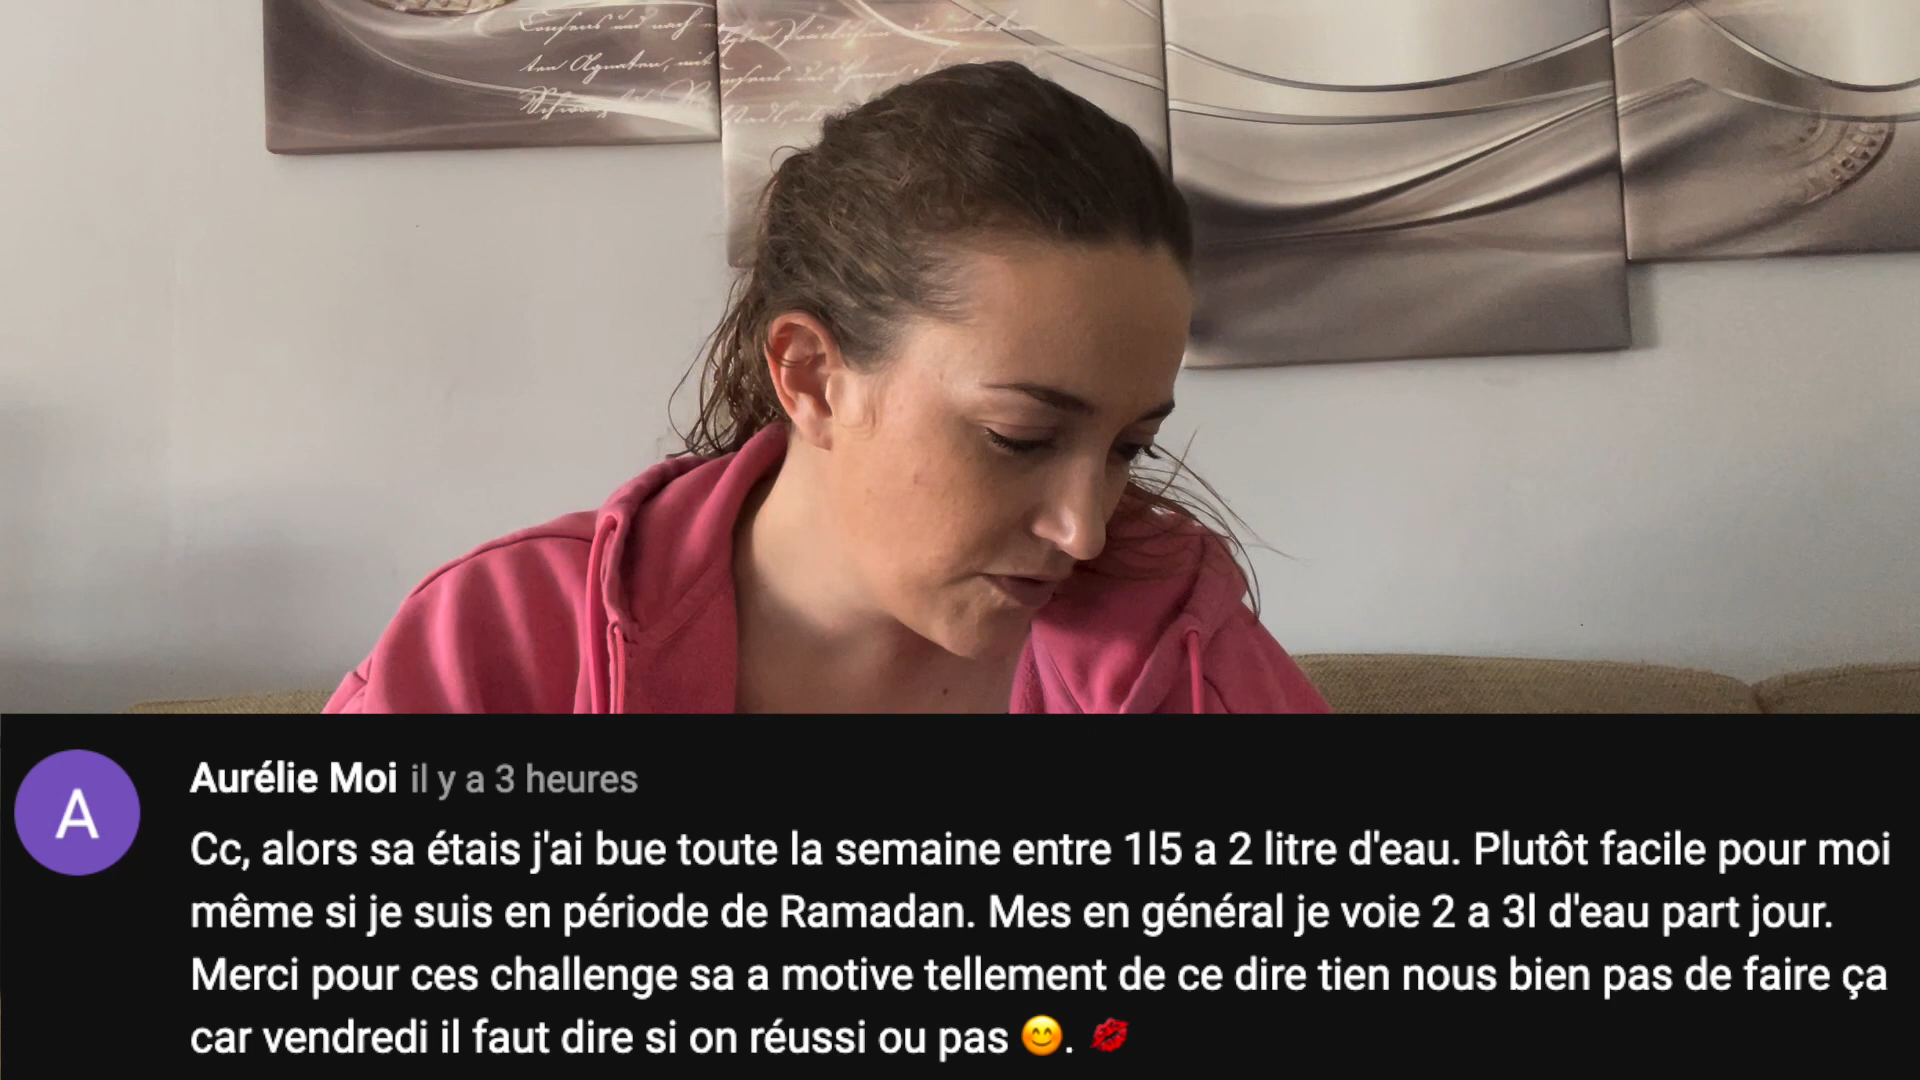 Aurélie Moi il y a 3 heures
Cc, alors sa étais j'ai bue toute la semaine entre 1l5 a 2 litre d'eau. Plutôt facile pour moi
même si je suis en période de Ramadan. Mes en général je voie 2 a 3l d'eau part jour.
Merci pour ces challenge sa a motive tellement de ce dire tien nous bien pas de faire ça
car vendredi il faut dire si on réussi ou pas 😊. 💋
A